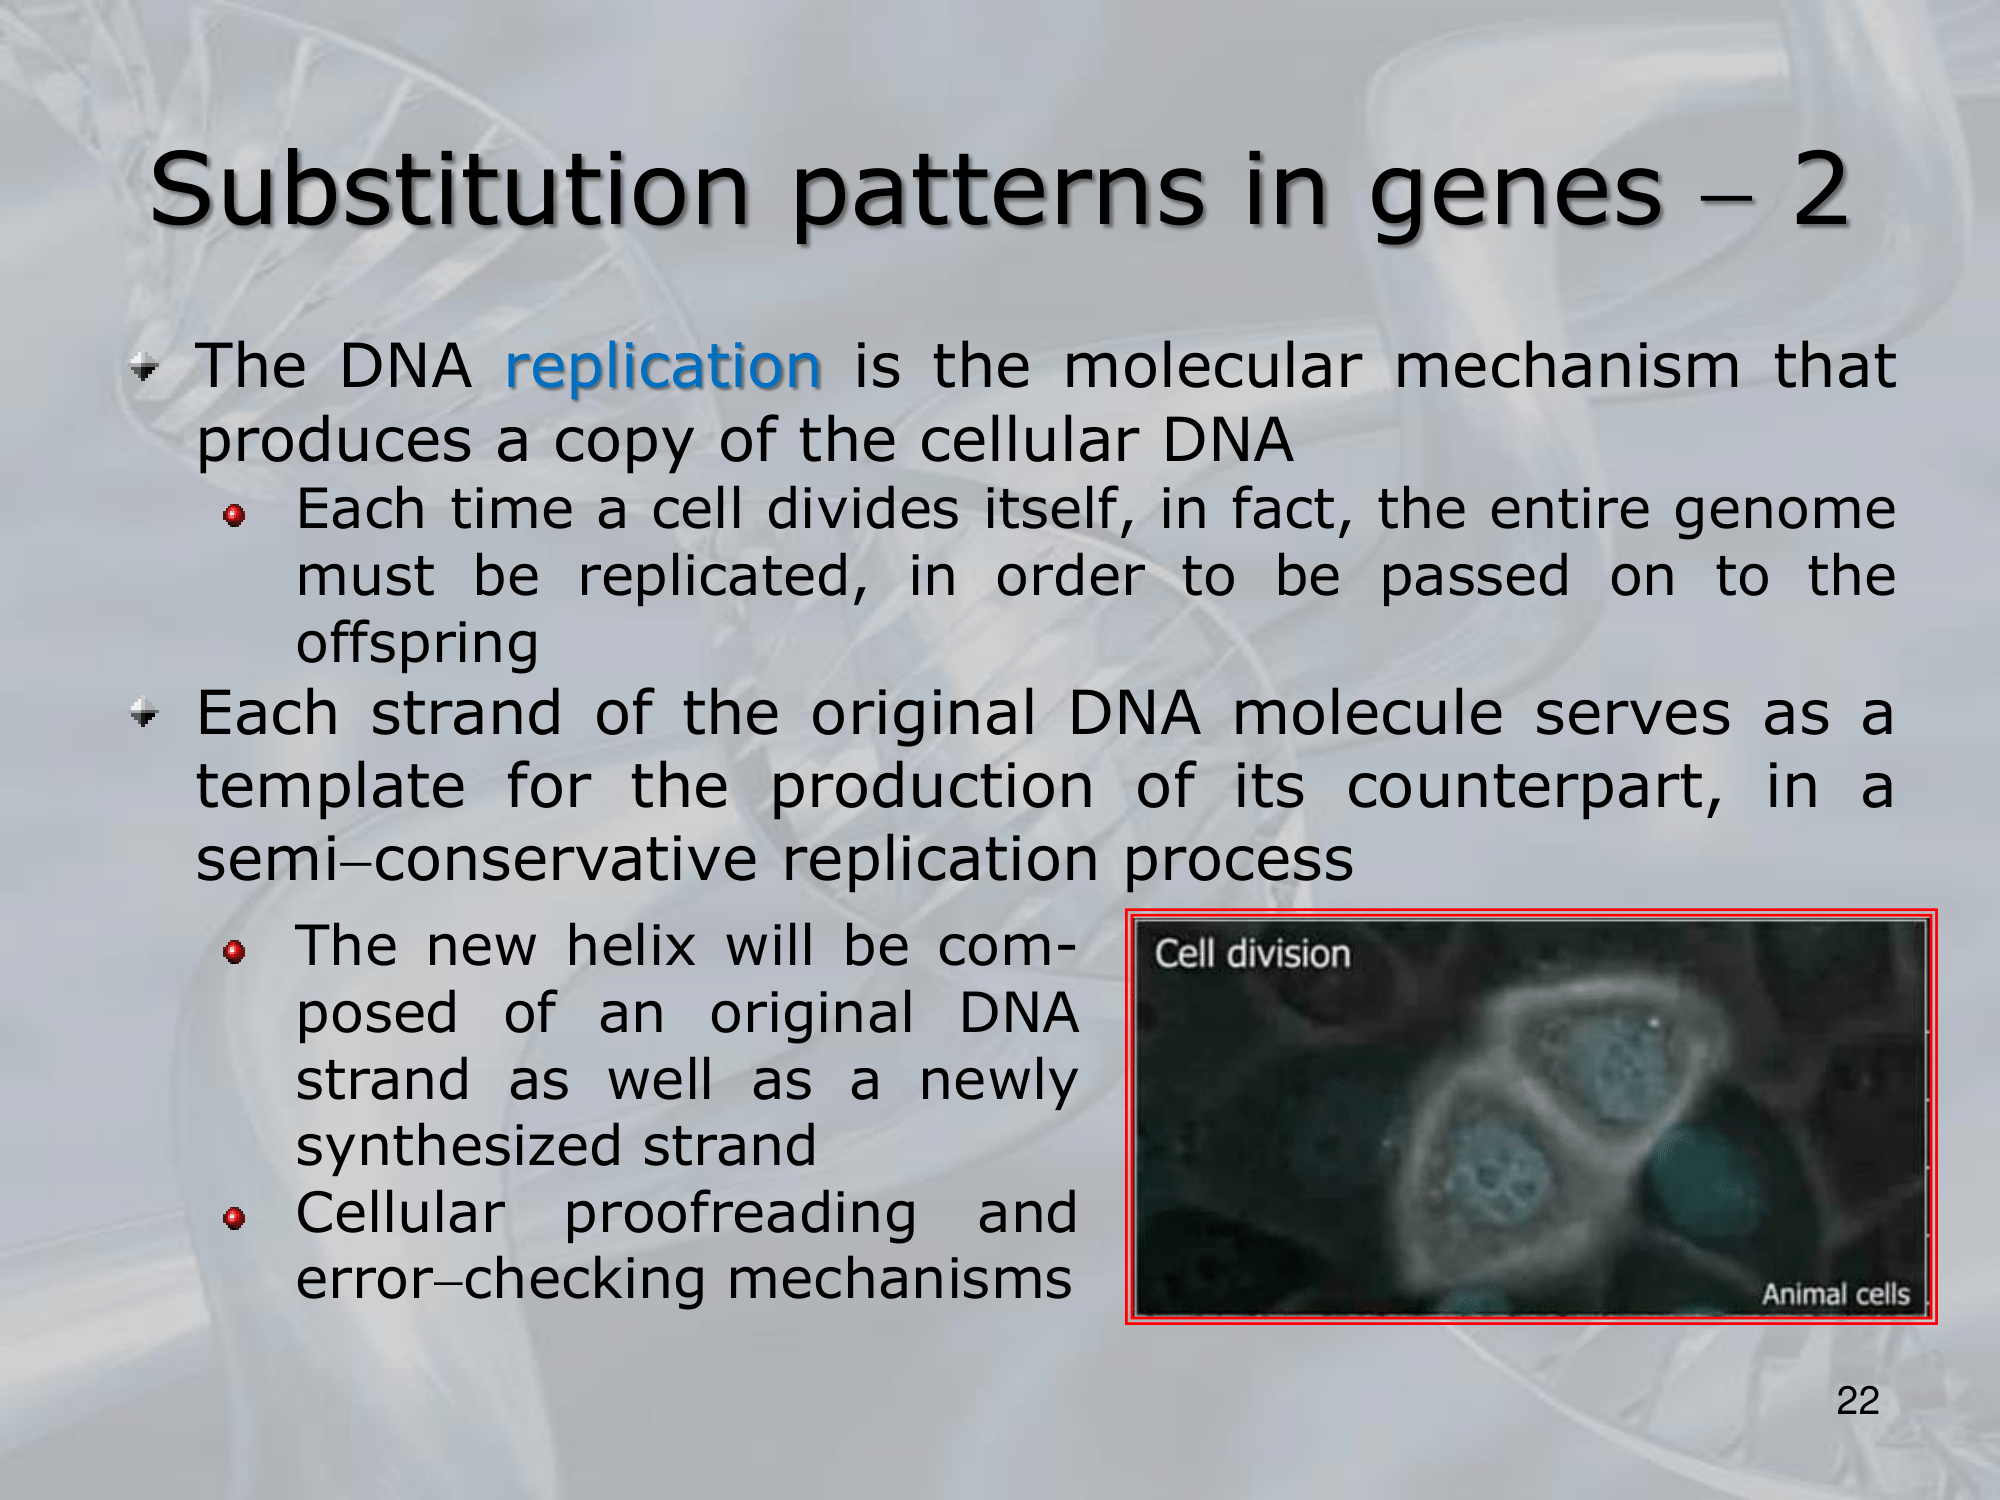 Substitution patterns in genes – 2
The DNA replication is the molecular mechanism that
produces a copy of the cellular DNA
Each time a cell divides itself, in fact, the entire genome
must be replicated, in order to be passed on to the
offspring
Each strand of the original DNA molecule serves as a
template for the production of its counterpart, in a
semi–conservative replication process
The new helix will be com-
posed of an original DNA
strand as well as a newly
synthesized strand
Cellular proofreading and
error–checking mechanisms
Cell division
Animal cells
22